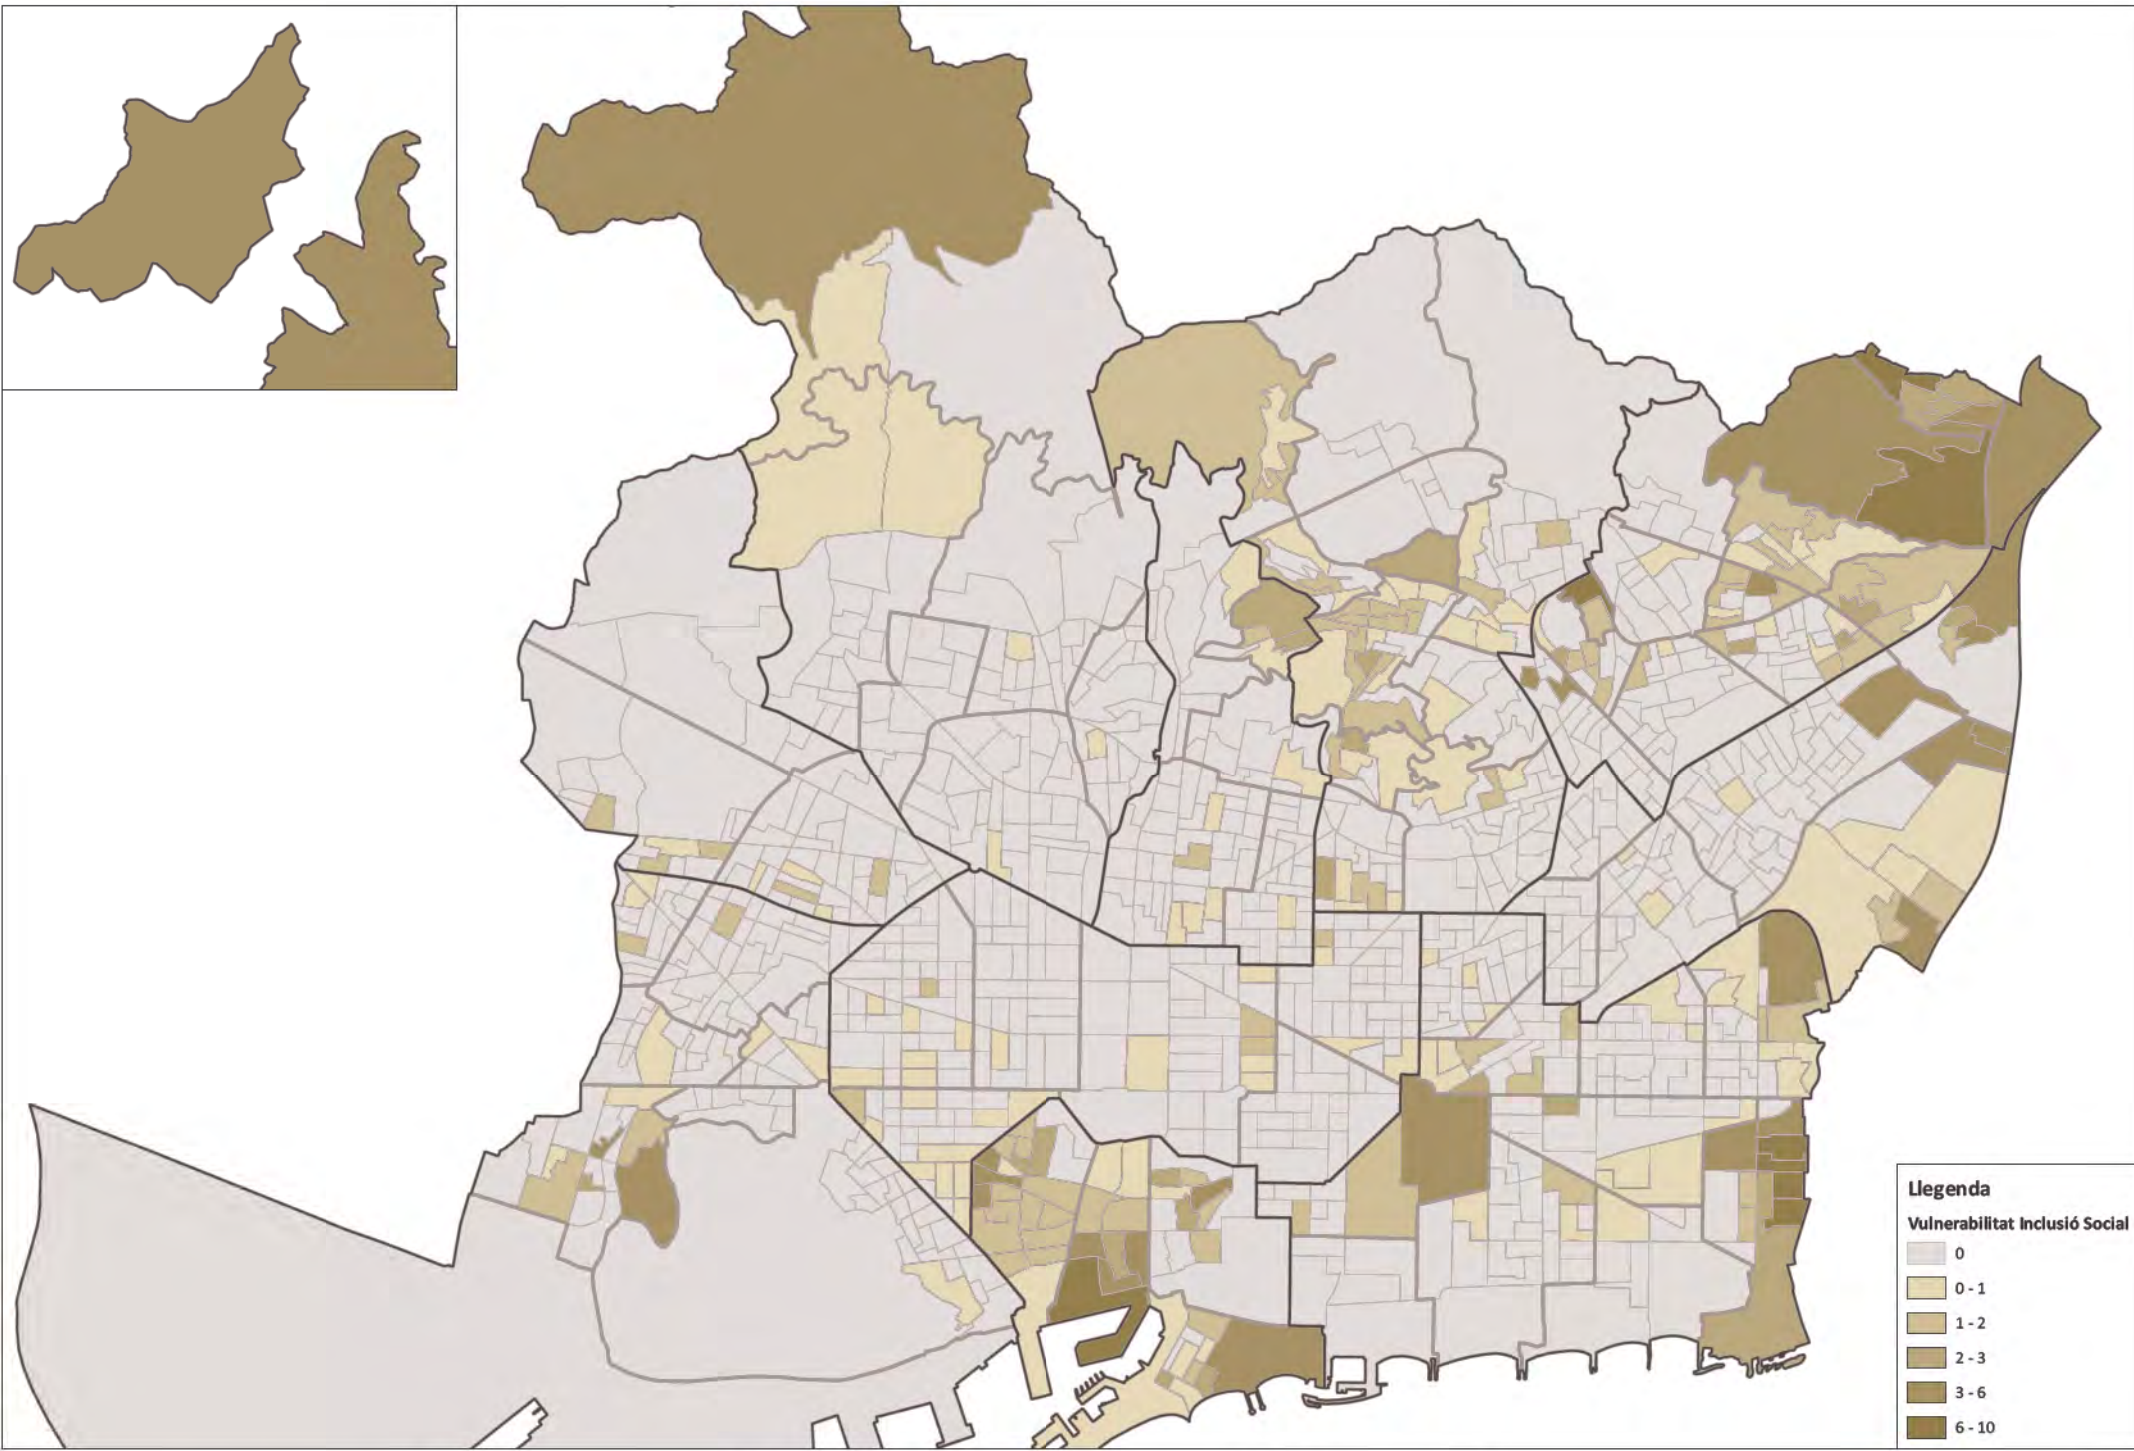 Llegenda
Vulnerabilitat Inclusió Social
0
0 - 1
1 - 2
2 - 3
3 - 6
6 - 10